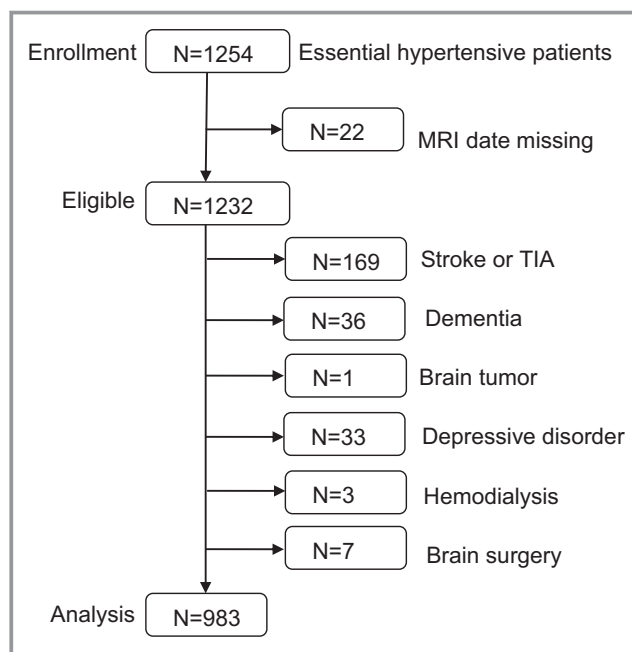 Enrollment N=1254 Essential hypertensive patients
N=22 MRI date missing
Eligible N=1232
N=169 Stroke or TIA
N=36 Dementia
N=1 Brain tumor
N=33 Depressive disorder
N=3 Hemodialysis
N=7 Brain surgery
Analysis N=983